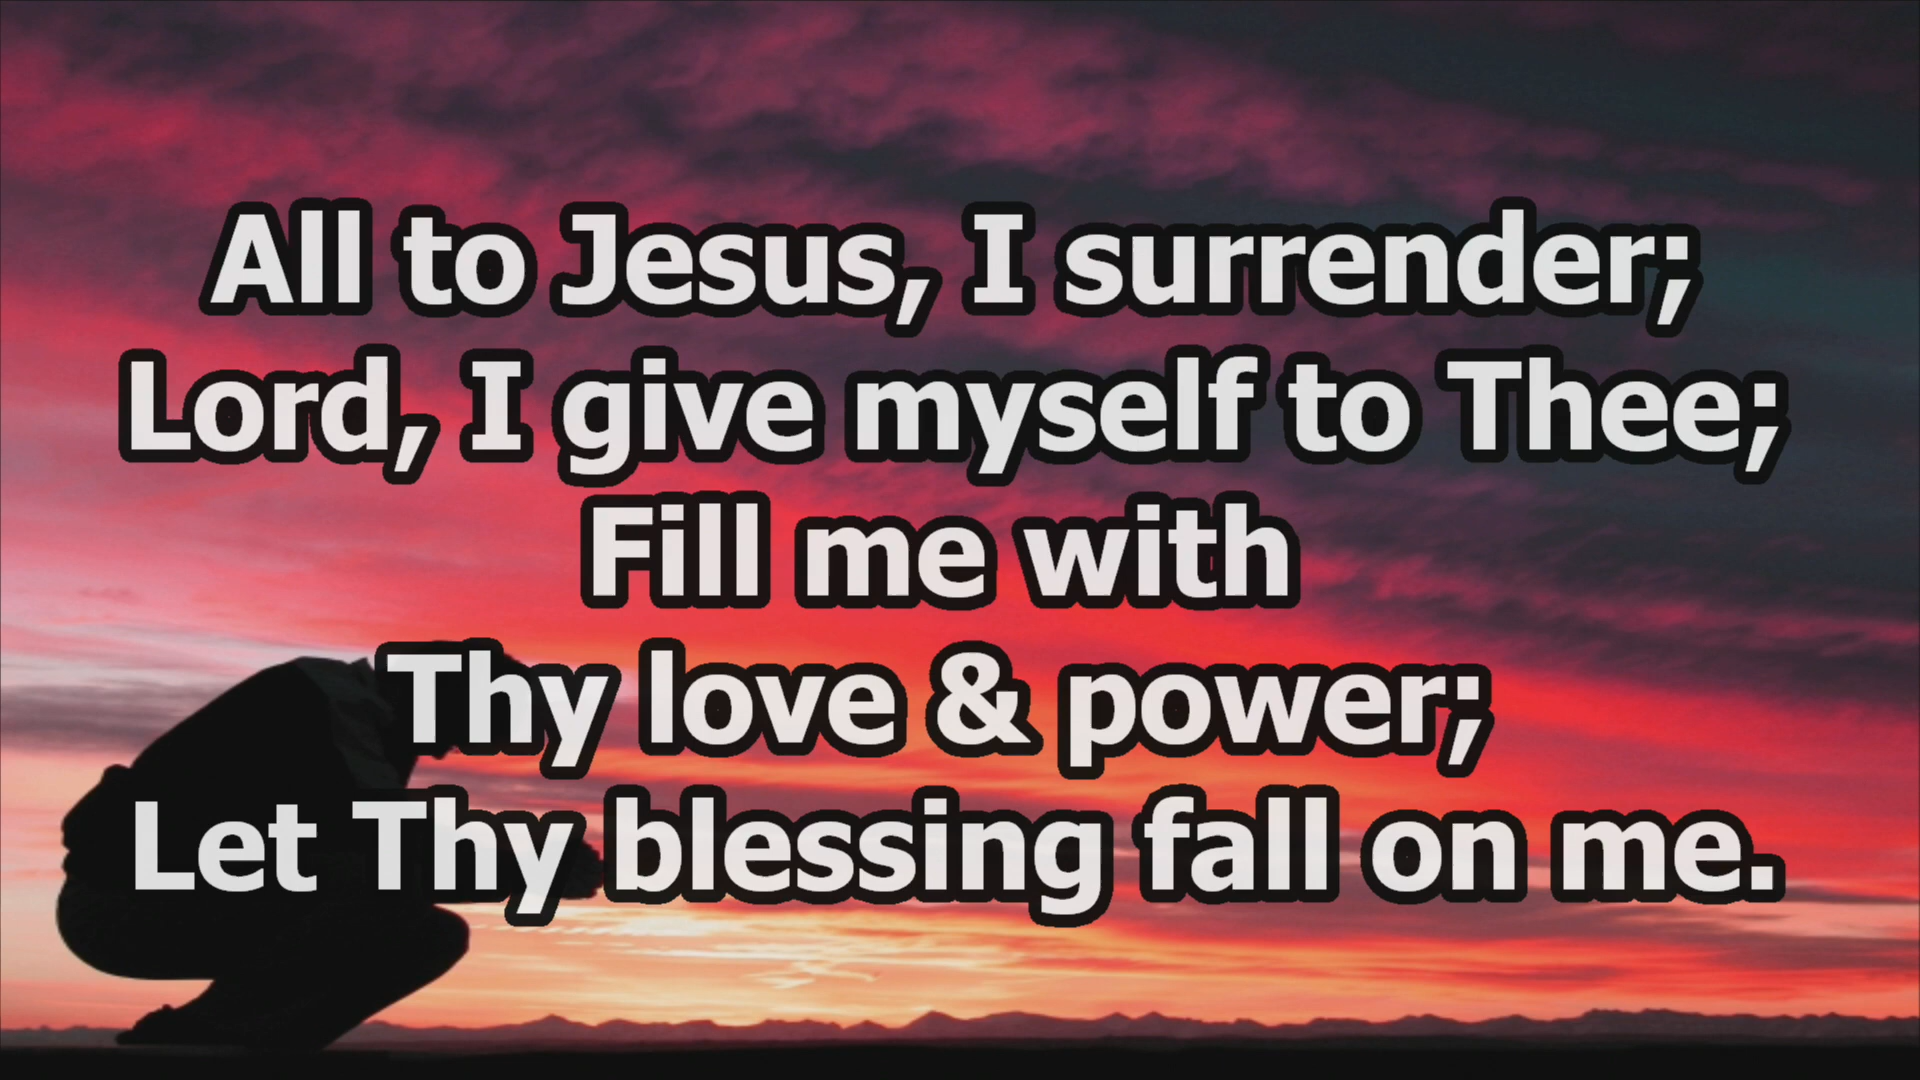 All to Jesus, I surrender;
Lord, I give myself to Thee;
Fill me with
Thy love & power;
Let Thy blessing fall on me.